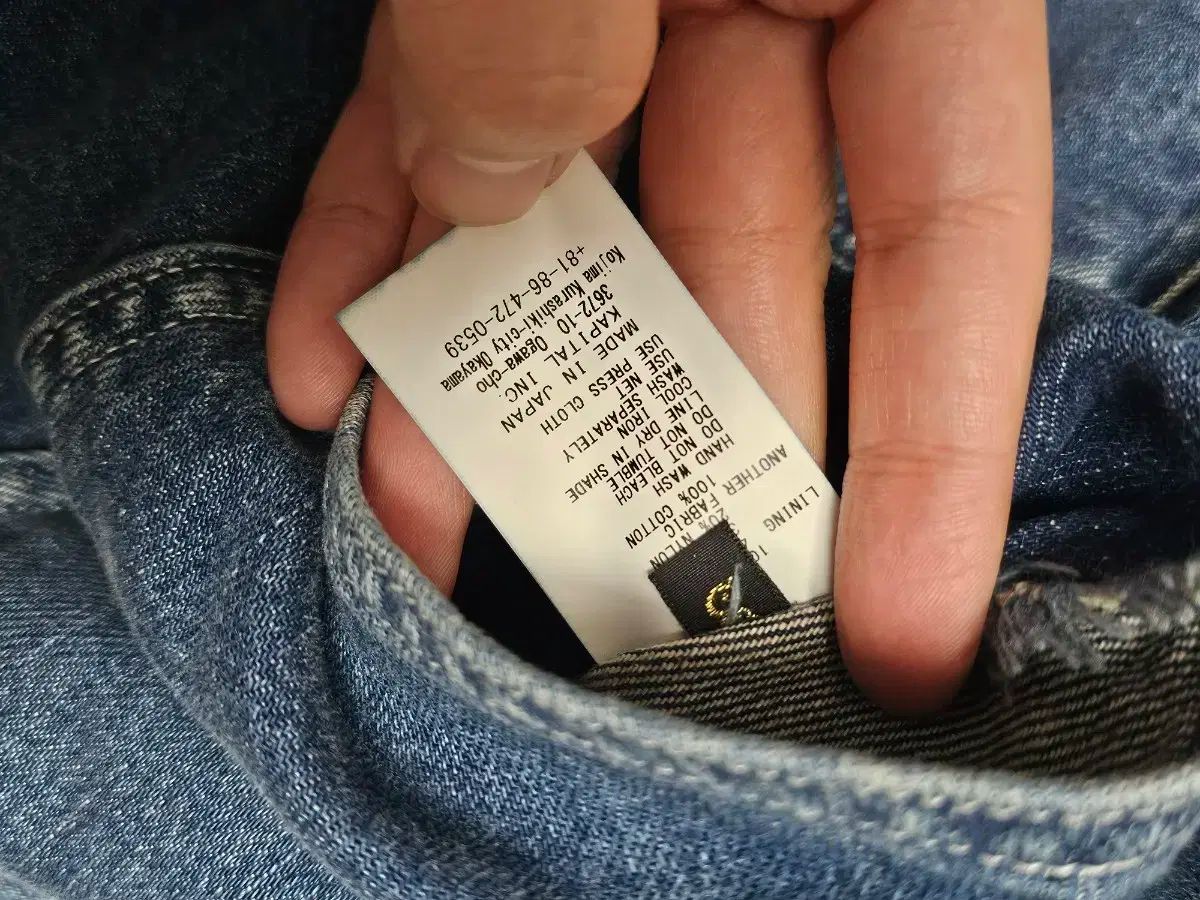 LINING
20% NYLON
ANOTHER FABRIC
100% COTTON
HAND WASH
DO NOT BLEACH
DO NOT TUMBLE
LINE DRY IN SHADE
COOL IRON
WASH SEPARATELY
USE NET
USE PRESS CLOTH
MADE IN JAPAN
KAPITAL INC.
3672-10 Ogawa-cho
Kojima Kurashiki-city Okayama
+81-86-472-0539